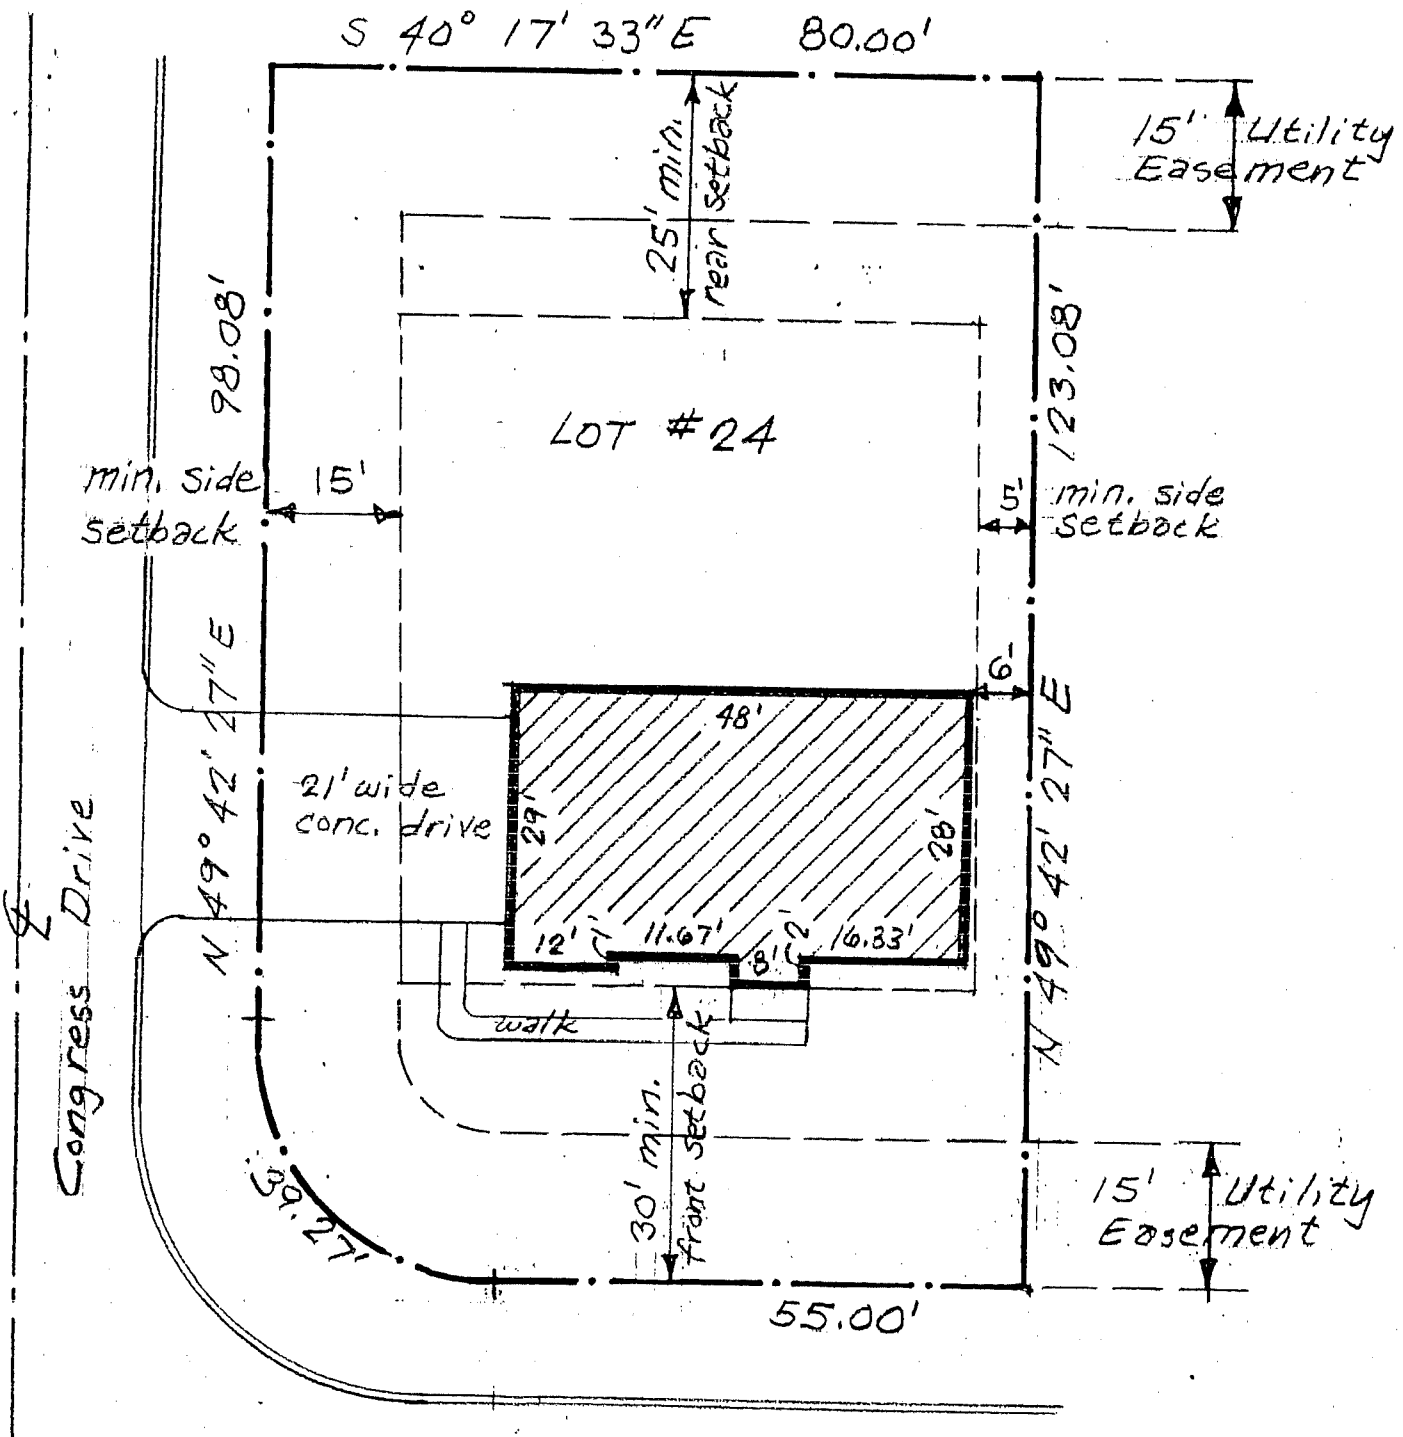 S 40° 17' 33" E 80.00'
15' Utility
Easement
25' min.
rear setback
98.08'
123.08'
LOT #24
min. side
setback
15'
5'
min. side
setback
6'
48'
N 49° 42' 27" E
21' wide
conc. drive
29'
28'
N 49° 42' 27" E
℄
Congress Drive
12'
1'
11.67'
8'
2'
16.33'
walk
30' min.
front setback
39.27'
15' Utility
Easement
55.00'